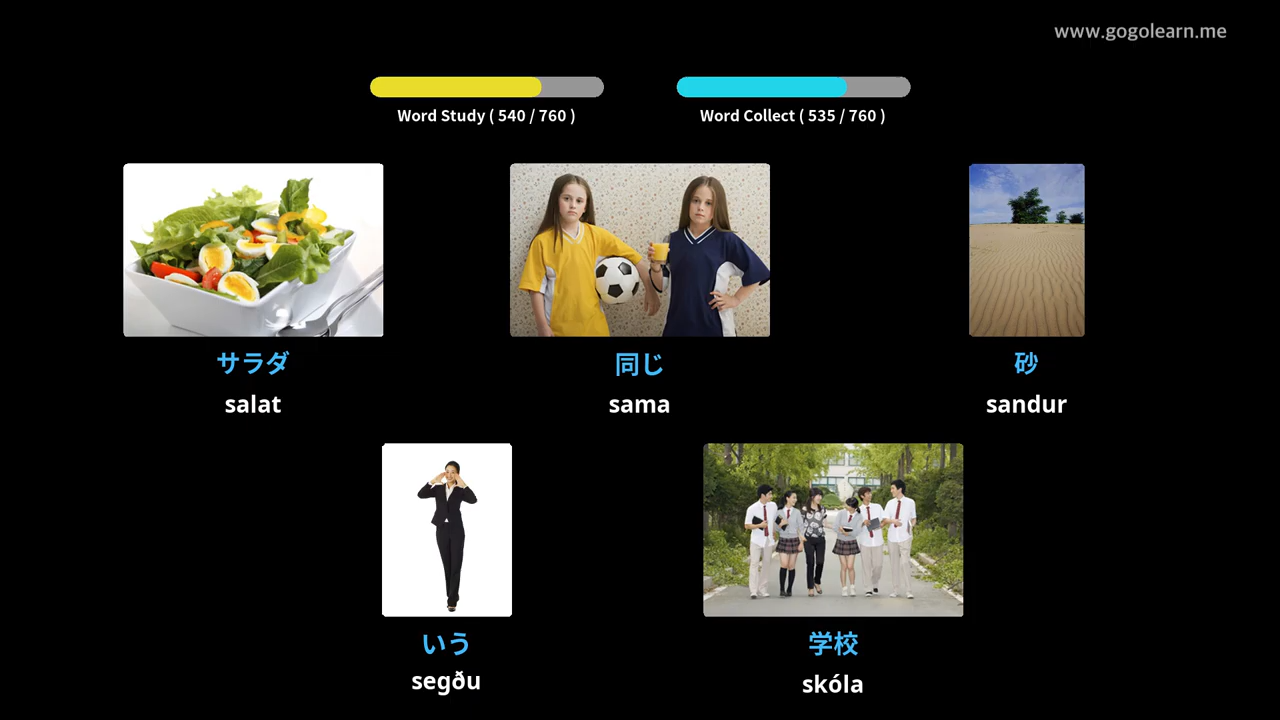 www.gogolearn.me
Word Study ( 540 / 760 )
Word Collect ( 535 / 760 )
サラダ
salat
同じ
sama
砂
sandur
いう
segðu
学校
skóla